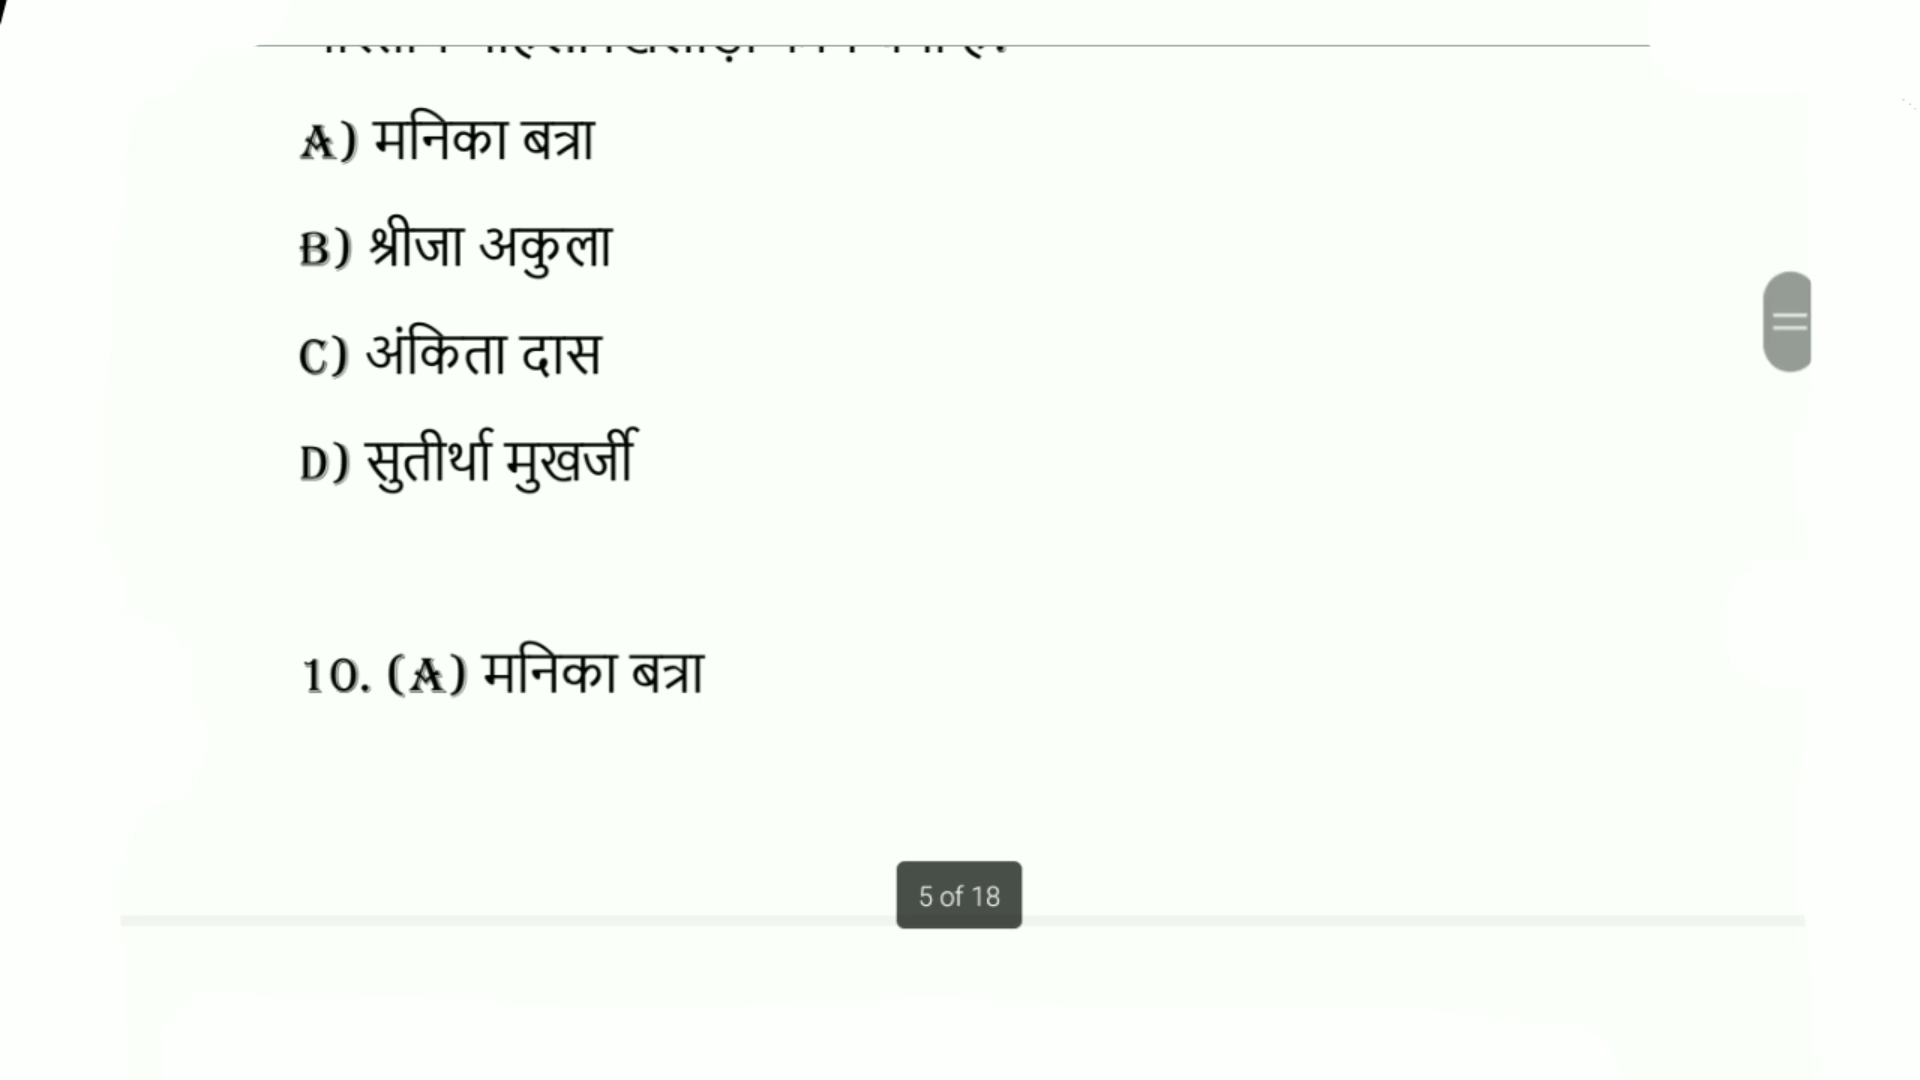 A) मनिका बत्रा
B) श्रीजा अकुला
C) अंकिता दास
D) सुतीर्था मुखर्जी
10. (A) मनिका बत्रा
5 of 18